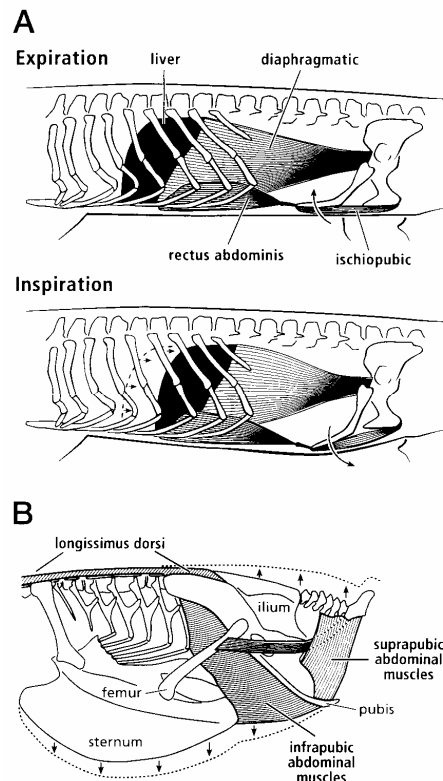 A
Expiration
liver
diaphragmatic
rectus abdominis
ischiopubic
Inspiration
B
longissimus dorsi
ilium
suprapubic
abdominal
muscles
femur
pubis
sternum
infrapubic
abdominal muscles